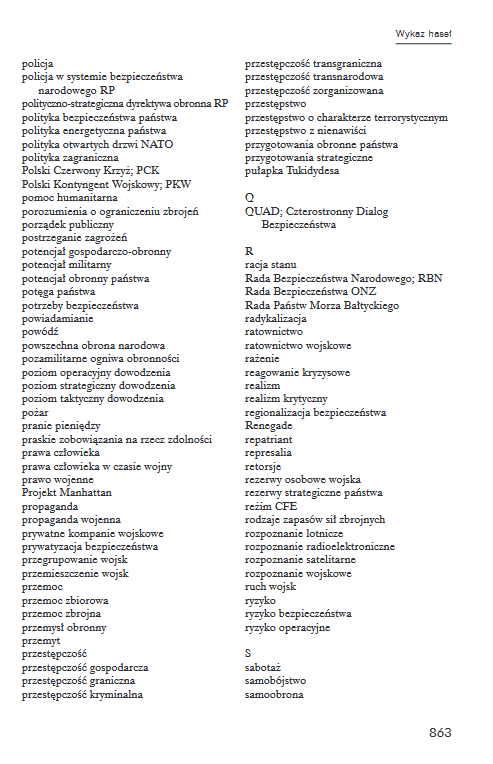 Wykaz haseł
policja
policja w systemie bezpieczeństwa
narodowego RP
polityczno-strategiczna dyrektywa obronna RP
polityka bezpieczeństwa państwa
polityka energetyczna państwa
polityka otwartych drzwi NATO
polityka zagraniczna
Polski Czerwony Krzyż; PCK
Polski Kontyngent Wojskowy; PKW
pomoc humanitarna
porozumienia o ograniczeniu zbrojeń
porządek publiczny
postrzeganie zagrożeń
potencjał gospodarczo-obronny
potencjał militarny
potencjał obronny państwa
potęga państwa
potrzeby bezpieczeństwa
powiadamianie
powódź
powszechna obrona narodowa
pozamilitarne ogniwa obronności
poziom operacyjny dowodzenia
poziom strategiczny dowodzenia
poziom taktyczny dowodzenia
pożar
pranie pieniędzy
praskie zobowiązania na rzecz zdolności
prawa człowieka
prawa człowieka w czasie wojny
prawo wojenne
Projekt Manhattan
propaganda
propaganda wojenna
prywatne kompanie wojskowe
prywatyzacja bezpieczeństwa
przegrupowanie wojsk
przemieszczenie wojsk
przemoc
przemoc zbiorowa
przemoc zbrojna
przemysł obronny
przemyt
przestępczość
przestępczość gospodarcza
przestępczość graniczna
przestępczość kryminalna
przestępczość transgraniczna
przestępczość transnarodowa
przestępczość zorganizowana
przestępstwo
przestępstwo o charakterze terrorystycznym
przestępstwo z nienawiści
przygotowania obronne państwa
przygotowania strategiczne
pułapka Tukidydesa
Q
QUAD; Czterostronny Dialog
Bezpieczeństwa
R
racja stanu
Rada Bezpieczeństwa Narodowego; RBN
Rada Bezpieczeństwa ONZ
Rada Państw Morza Bałtyckiego
radykalizacja
ratownictwo
ratownictwo wojskowe
rażenie
reagowanie kryzysowe
realizm
realizm krytyczny
regionalizacja bezpieczeństwa
Renegade
repatriant
represalia
retorsje
rezerwy osobowe wojska
rezerwy strategiczne państwa
reżim CFE
rodzaje zapasów sił zbrojnych
rozpoznanie lotnicze
rozpoznanie radioelektroniczne
rozpoznanie satelitarne
rozpoznanie wojskowe
ruch wojsk
ryzyko
ryzyko bezpieczeństwa
ryzyko operacyjne
S
sabotaż
samobójstwo
samoobrona
863